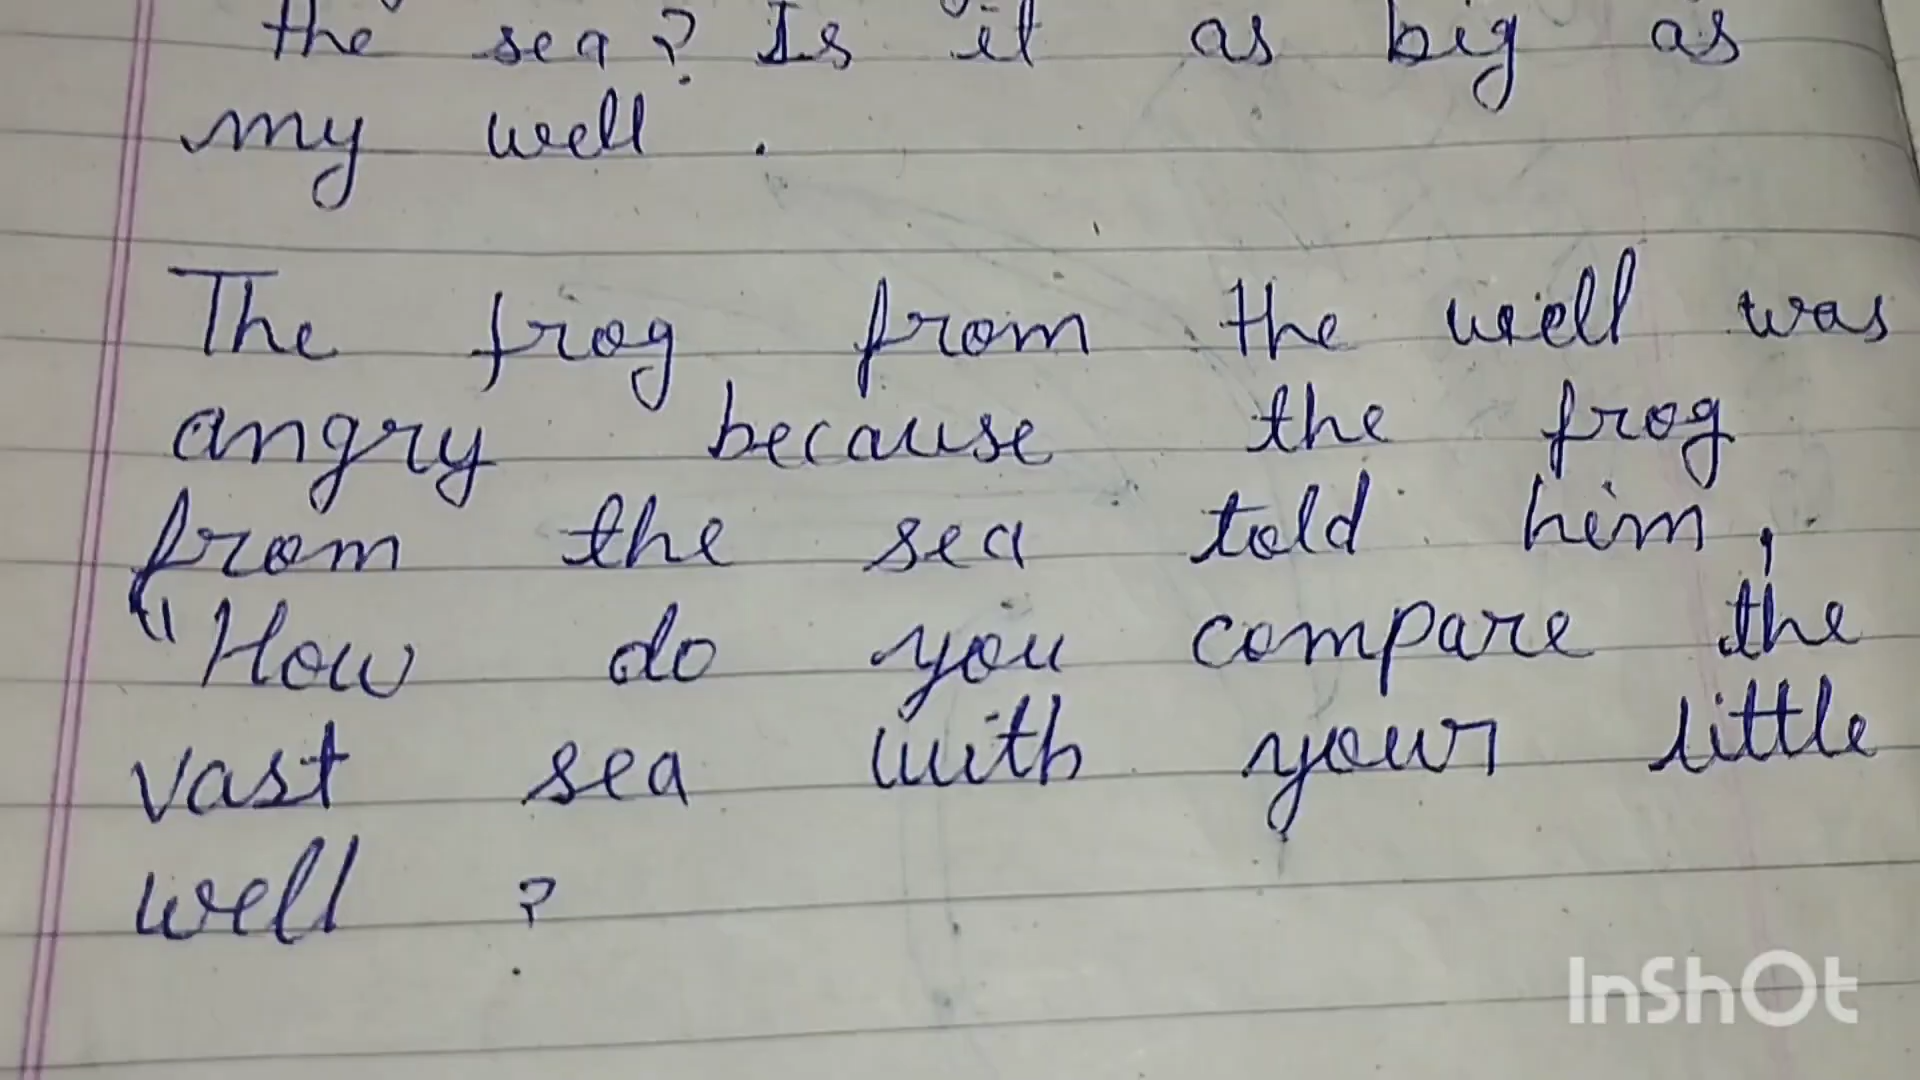 the sea? Is it as big as
my well.
The frog from the well was
angry because the frog
from the sea told him,
"How do you compare the
vast sea with your little
well ?
InShOt